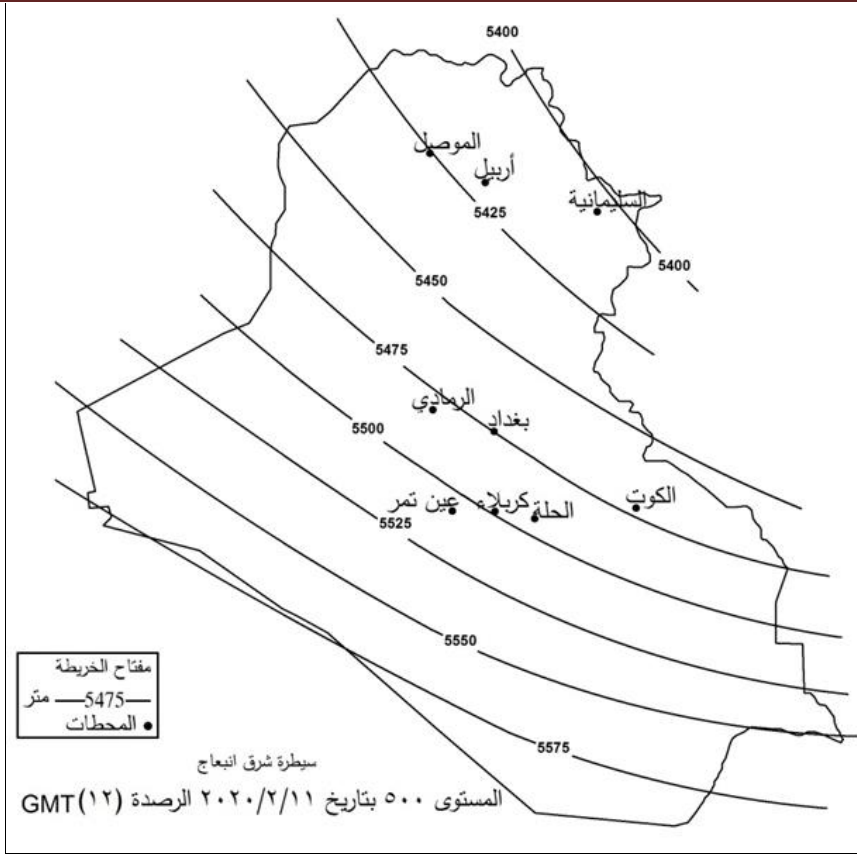 5400
الموصل
أربيل
السليمانية
5425
5400
5450
5475
الرمادي
بغداد
5500
عين تمر
كربلاء
الحلة
الكوت
5525
5550
5575
مفتاح الخريطة
—5475— متر
• المحطات
سيطرة شرق انبعاج
المستوى ٥٠٠ بتاريخ ٢٠٢٠/٢/١١ الرصدة (١٢) GMT